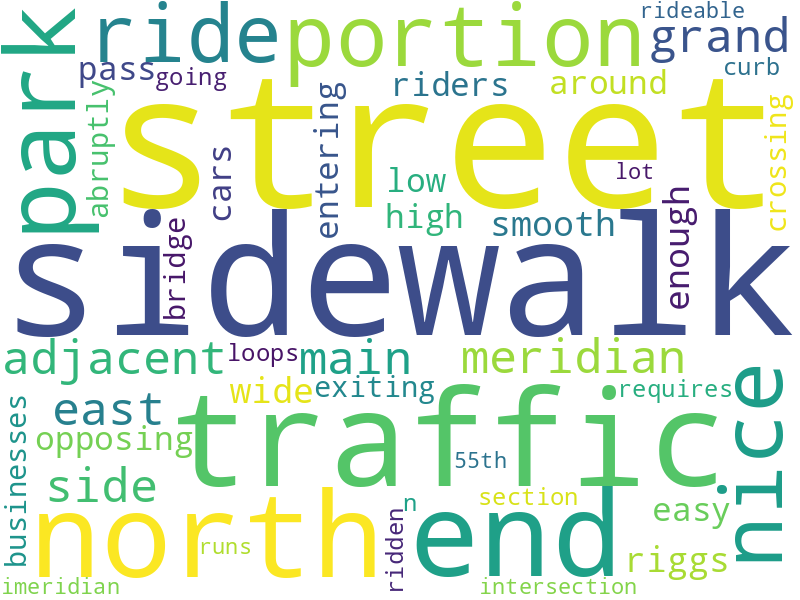 park
ride
portion
rideable
grand
pass
going
riders
around
curb
street
abruptly
cars
entering
low
high
lot
enough
crossing
smooth
bridge
sidewalk
adjacent
loops
main
meridian
wide
exiting
requires
nice
east
opposing
traffic
businesses
side
55th
north
end
n
section
easy
runs
ridden
riggs
imeridian
intersection